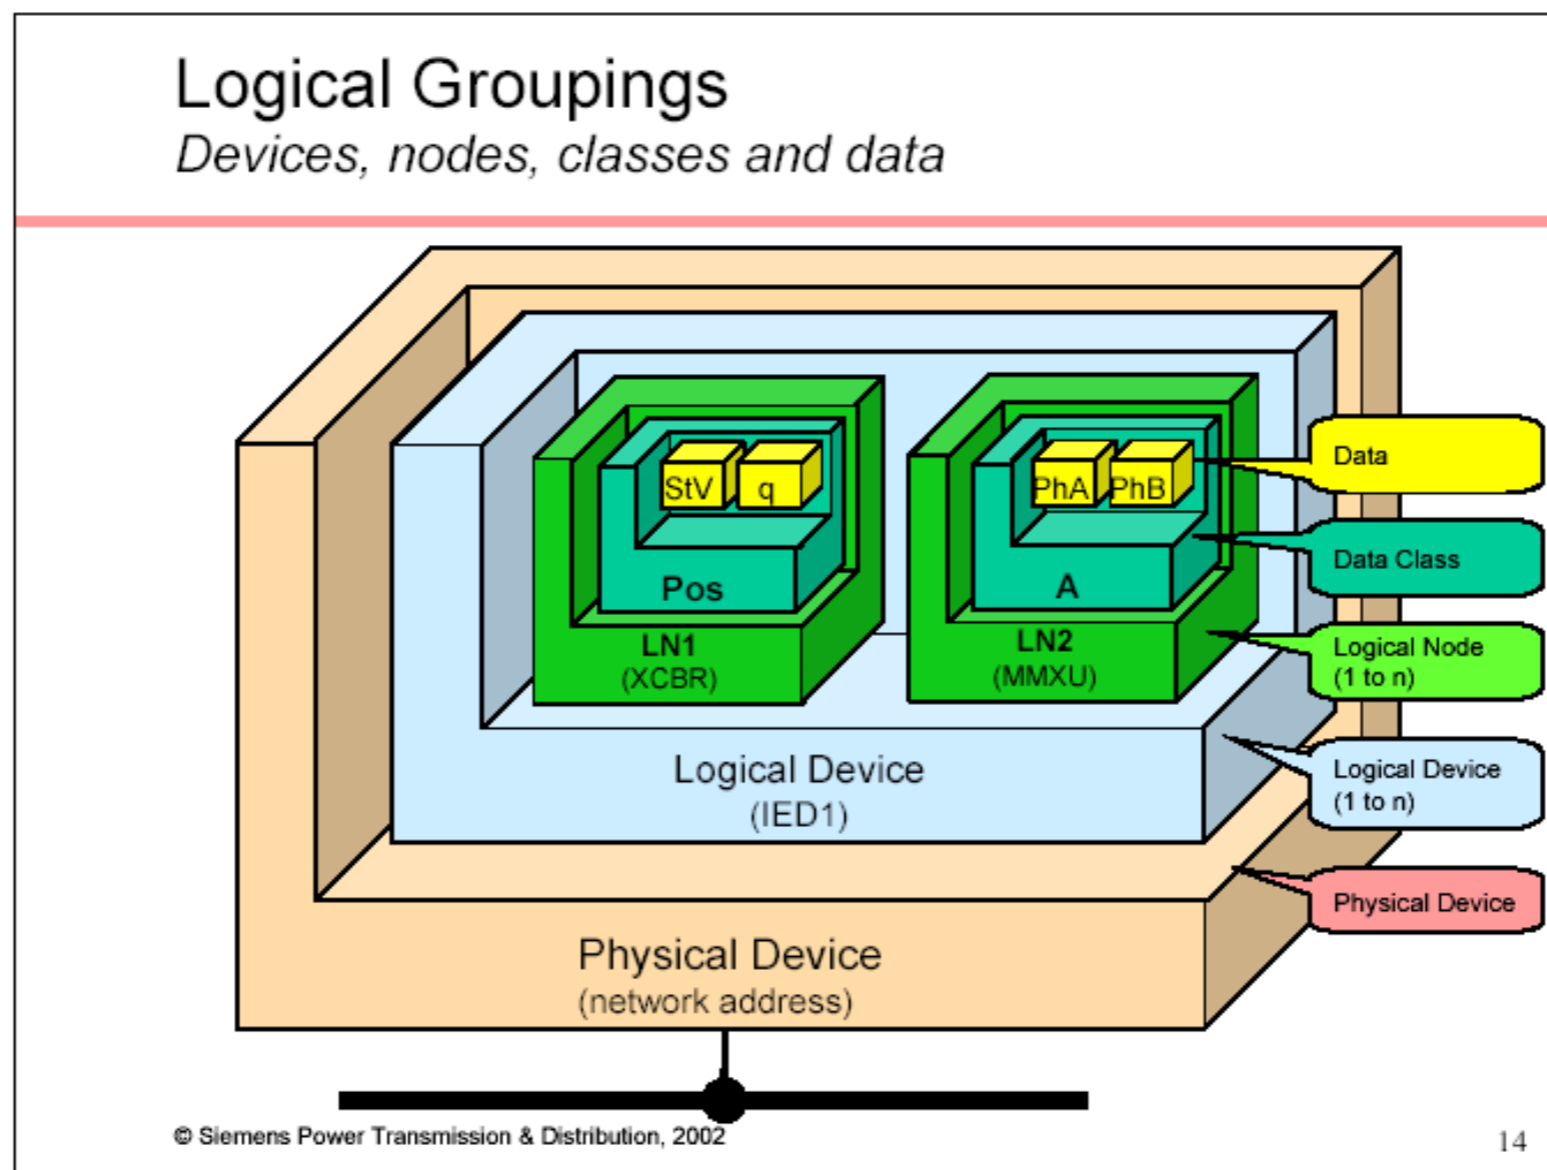 Logical Groupings
Devices, nodes, classes and data
StV
q
PhA
PhB
Data
Data Class
Pos
A
LN1
(XCBR)
LN2
(MMXU)
Logical Node
(1 to n)
Logical Device
(IED1)
Logical Device
(1 to n)
Physical Device
Physical Device
(network address)
© Siemens Power Transmission & Distribution, 2002
14